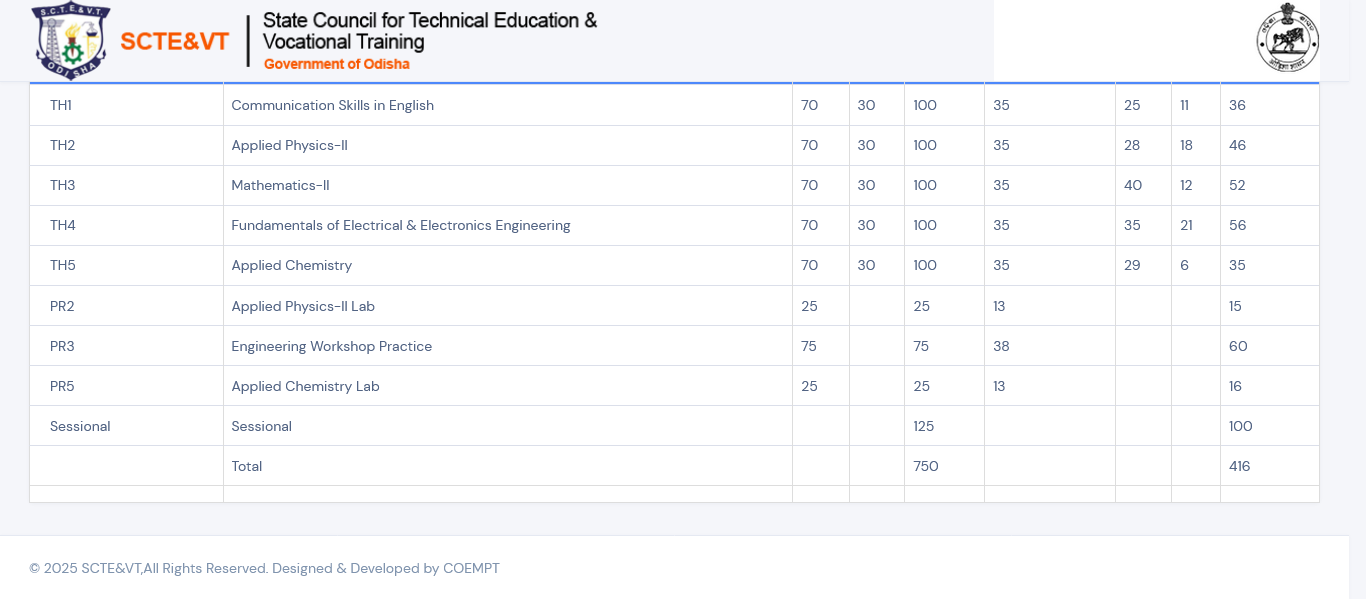 S.C.T.E.&V.T.
ODISHA
SCTE&VT
State Council for Technical Education &
Vocational Training
Government of Odisha
TH1 Communication Skills in English 70 30 100 35 25 11 36
TH2 Applied Physics-II 70 30 100 35 28 18 46
TH3 Mathematics-II 70 30 100 35 40 12 52
TH4 Fundamentals of Electrical & Electronics Engineering 70 30 100 35 35 21 56
TH5 Applied Chemistry 70 30 100 35 29 6 35
PR2 Applied Physics-II Lab 25 25 13 15
PR3 Engineering Workshop Practice 75 75 38 60
PR5 Applied Chemistry Lab 25 25 13 16
Sessional Sessional 125 100
Total 750 416
© 2025 SCTE&VT,All Rights Reserved. Designed & Developed by COEMPT